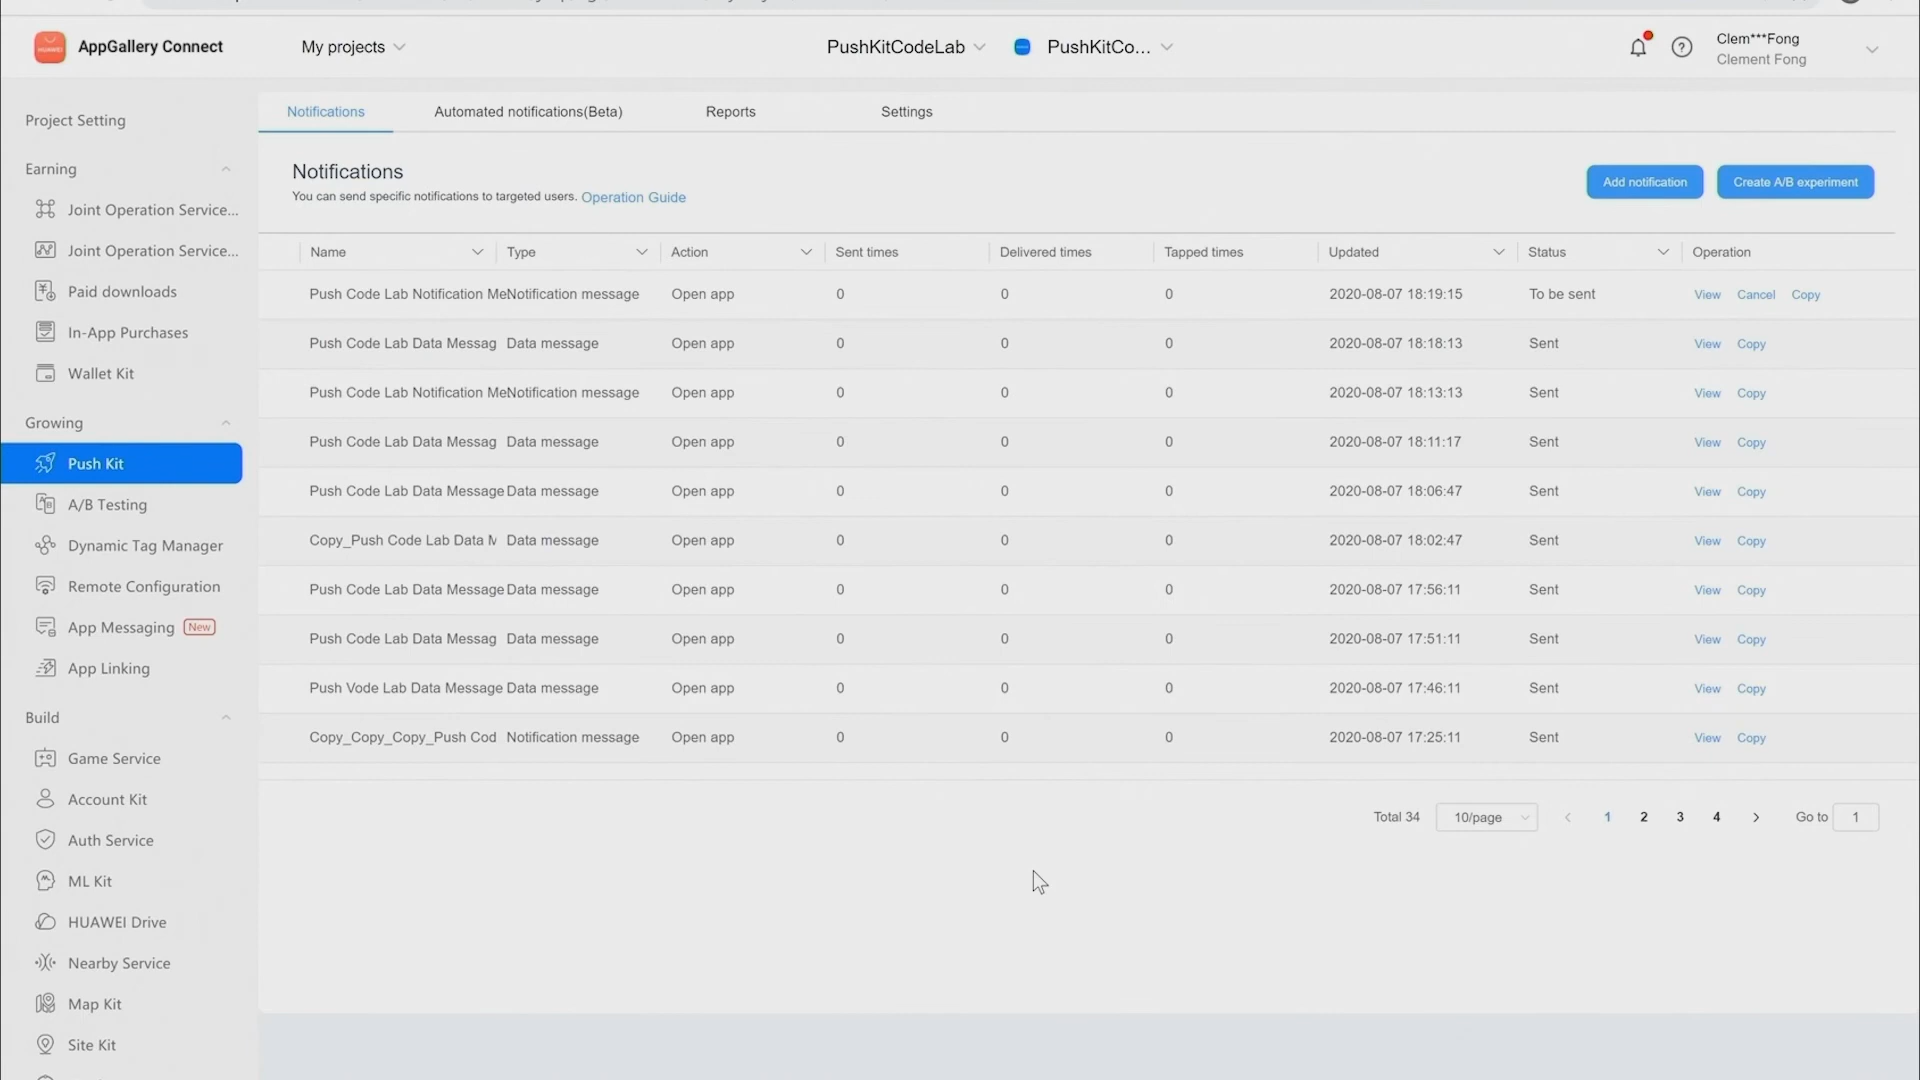 AppGallery Connect
My projects
PushKitCodeLab
PushKitCo...
Clem***Fong
Clement Fong
Project Setting
Earning
Joint Operation Service...
Joint Operation Service...
Paid downloads
In-App Purchases
Wallet Kit
Growing
Push Kit
A/B Testing
Dynamic Tag Manager
Remote Configuration
App Messaging New
App Linking
Build
Game Service
Account Kit
Auth Service
ML Kit
HUAWEI Drive
Nearby Service
Map Kit
Site Kit
Notifications Automated notifications(Beta) Reports Settings
Notifications
You can send specific notifications to targeted users. Operation Guide
Add notification
Create A/B experiment
Name Type Action Sent times Delivered times Tapped times Updated Status Operation
Push Code Lab Notification Me Notification message Open app 0 0 0 2020-08-07 18:19:15 To be sent View Cancel Copy
Push Code Lab Data Messag Data message Open app 0 0 0 2020-08-07 18:18:13 Sent View Copy
Push Code Lab Notification Me Notification message Open app 0 0 0 2020-08-07 18:13:13 Sent View Copy
Push Code Lab Data Messag Data message Open app 0 0 0 2020-08-07 18:11:17 Sent View Copy
Push Code Lab Data Message Data message Open app 0 0 0 2020-08-07 18:06:47 Sent View Copy
Copy_Push Code Lab Data M Data message Open app 0 0 0 2020-08-07 18:02:47 Sent View Copy
Push Code Lab Data Message Data message Open app 0 0 0 2020-08-07 17:56:11 Sent View Copy
Push Code Lab Data Messag Data message Open app 0 0 0 2020-08-07 17:51:11 Sent View Copy
Push Vode Lab Data Message Data message Open app 0 0 0 2020-08-07 17:46:11 Sent View Copy
Copy_Copy_Copy_Push Cod Notification message Open app 0 0 0 2020-08-07 17:25:11 Sent View Copy
Total 34 10/page 1 2 3 4 Go to 1